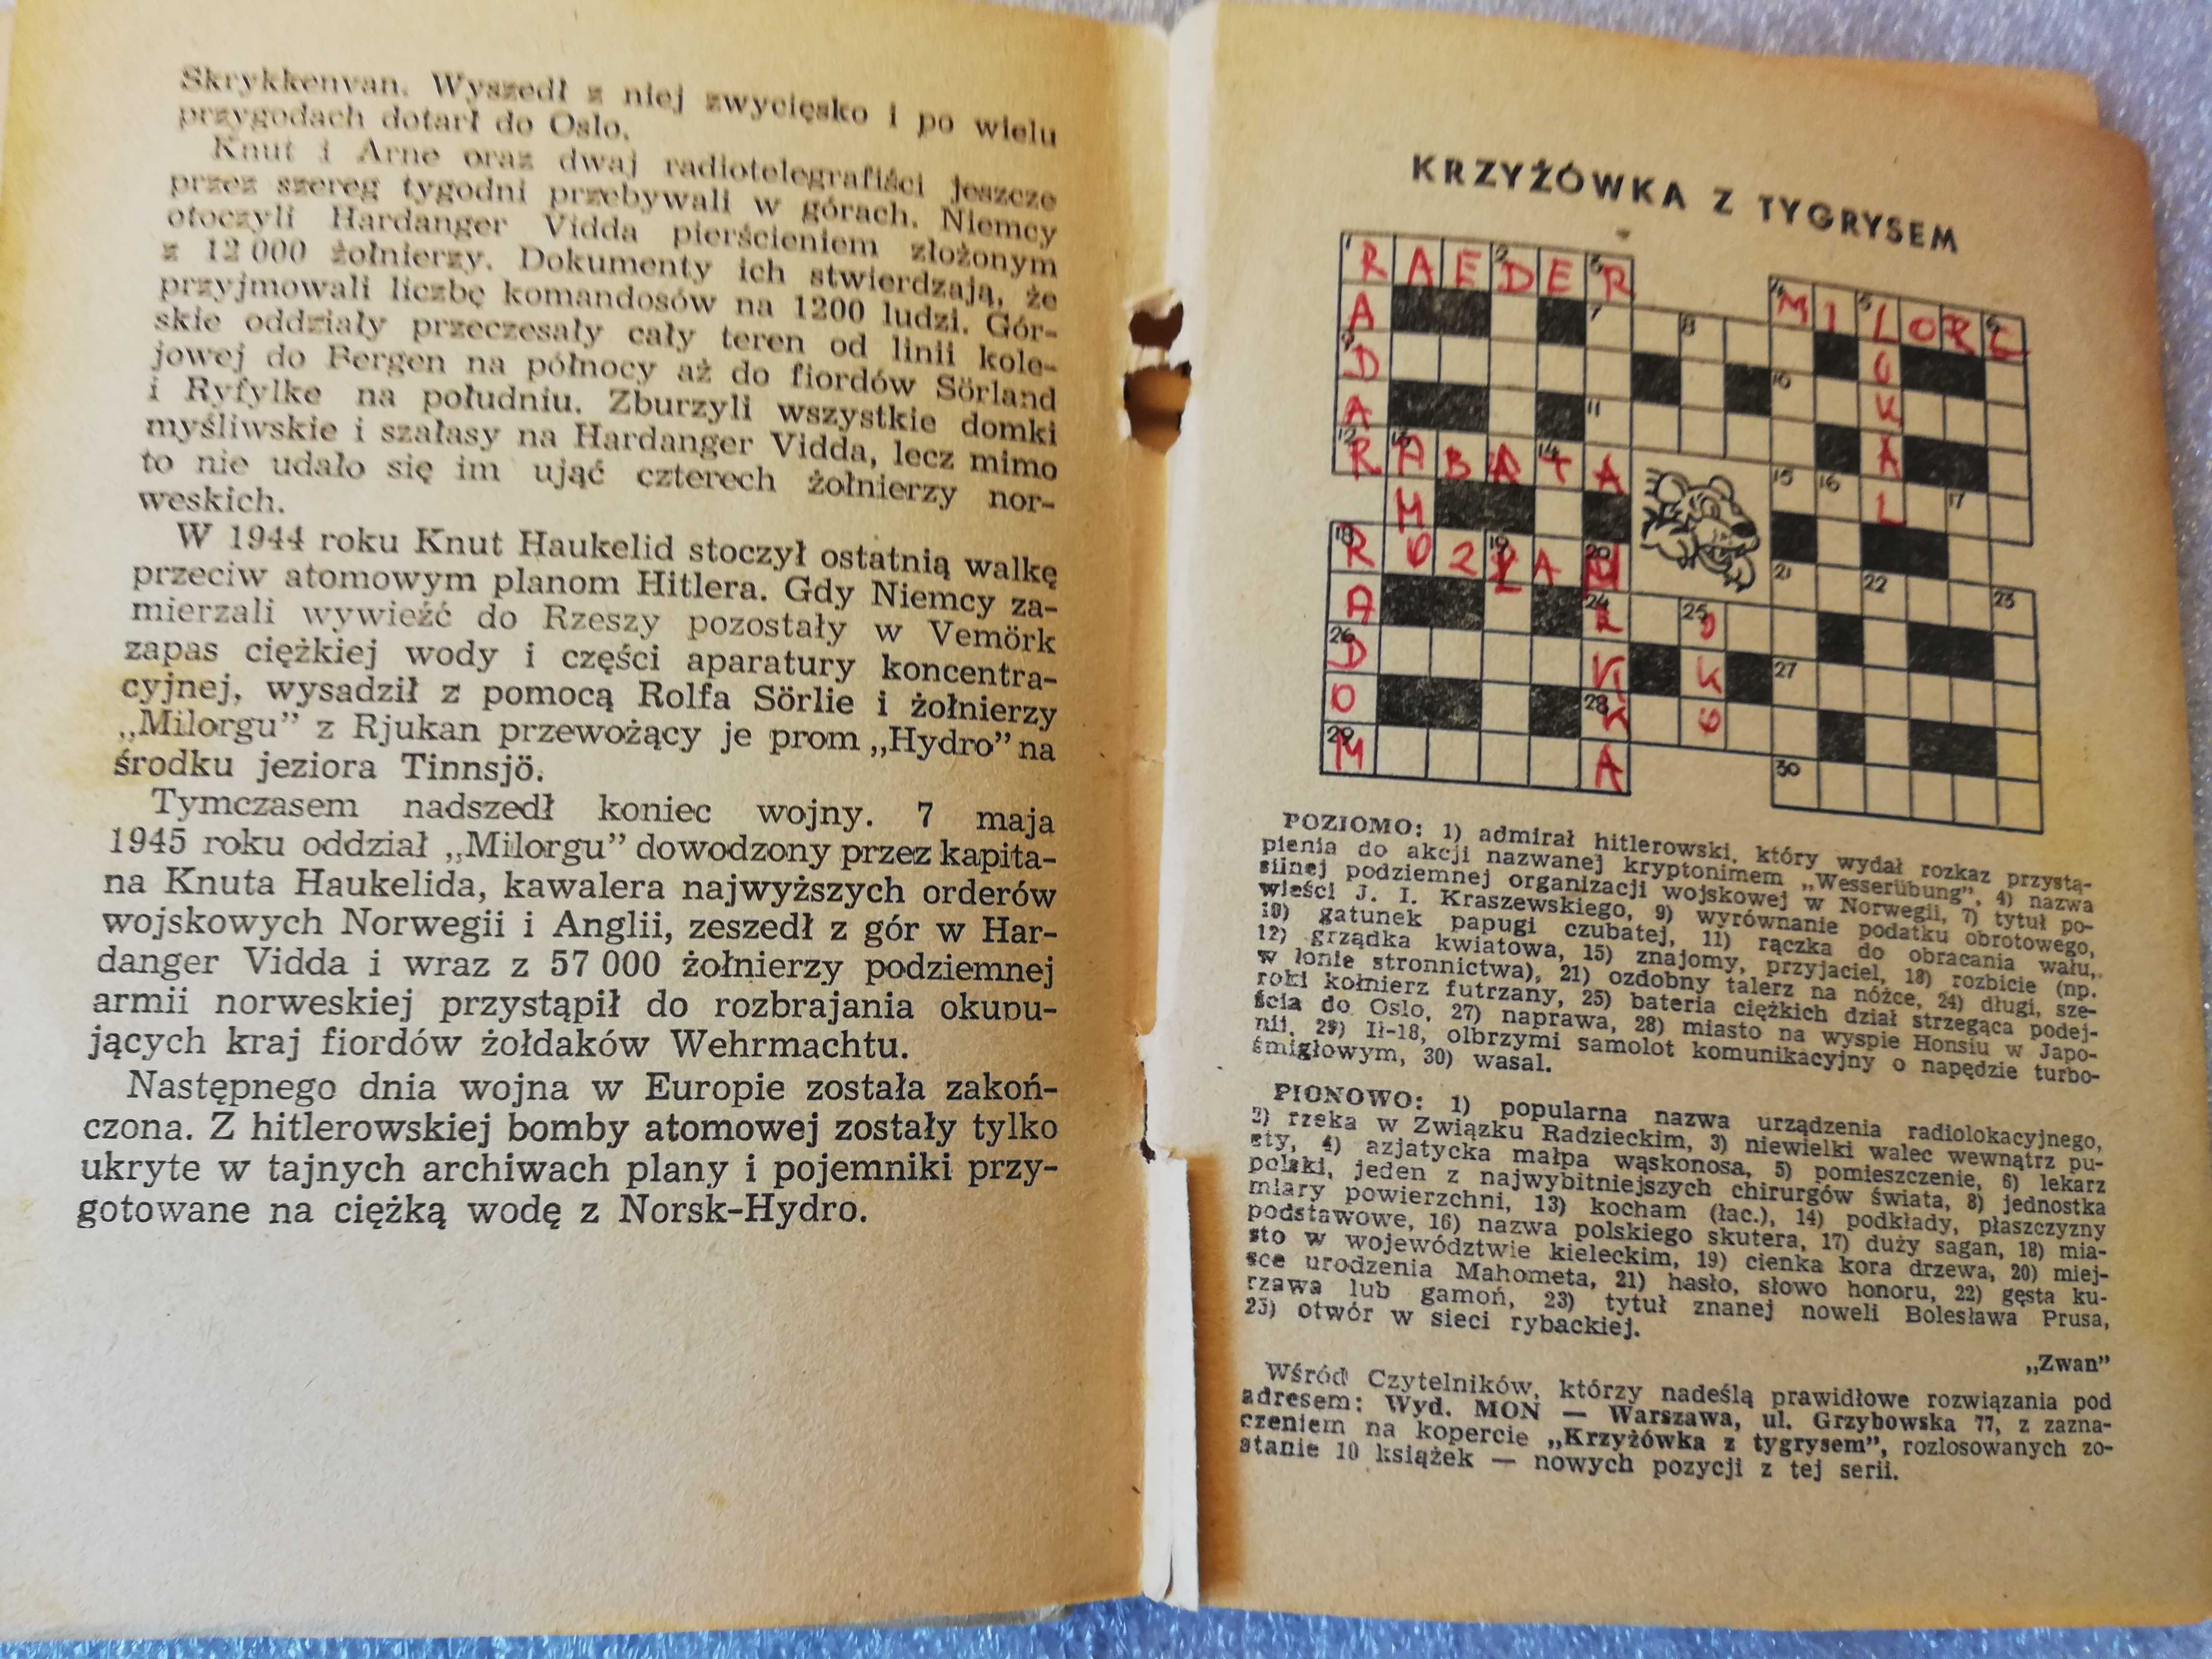 Skrykkenvan. Wyszedł z niej zwycięsko i po wielu
przygodach dotarł do Oslo.
Knut i Arne oraz dwaj radiotelegrafiści jeszcze
przez szereg tygodni przebywali w górach. Niemcy
otoczyli Hardanger Vidda pierścieniem złożonym
z 12 000 żołnierzy. Dokumenty ich stwierdzają, że
przyjmowali liczbę komandosów na 1200 ludzi. Gór-
skie oddziały przeczesały cały teren od linii kole-
jowej do Bergen na północy aż do fiordów Sörland
i Ryfylke na południu. Zburzyli wszystkie domki
myśliwskie i szałasy na Hardanger Vidda, lecz mimo
to nie udało się im ująć czterech żołnierzy nor-
weskich.
W 1944 roku Knut Haukelid stoczył ostatnią walkę
przeciw atomowym planom Hitlera. Gdy Niemcy za-
mierzali wywieźć do Rzeszy pozostały w Vemörk
zapas ciężkiej wody i części aparatury koncentra-
cyjnej, wysadził z pomocą Rolfa Sörlie i żołnierzy
„Milorgu” z Rjukan przewożący je prom „Hydro” na
środku jeziora Tinnsjö.
Tymczasem nadszedł koniec wojny. 7 maja
1945 roku oddział „Milorgu” dowodzony przez kapita-
na Knuta Haukelida, kawalera najwyższych orderów
wojskowych Norwegii i Anglii, zeszedł z gór w Har-
danger Vidda i wraz z 57 000 żołnierzy podziemnej
armii norweskiej przystąpił do rozbrajania okupu-
jących kraj fiordów żołdaków Wehrmachtu.
Następnego dnia wojna w Europie została zakoń-
czona. Z hitlerowskiej bomby atomowej zostały tylko
ukryte w tajnych archiwach plany i pojemniki przy-
gotowane na ciężką wodę z Norsk-Hydro.
KRZYŻÓWKA Z TYGRYSEM
RAEDER
MILORG
RADAR
LOKAL
RABATA
ROZŁAM
RADOM
MEKKA
OKO
POZIOMO: 1) admirał hitlerowski, który wydał rozkaz przystą-
pienia do akcji nazwanej kryptonimem „Wesserübung”, 4) nazwa
silnej podziemnej organizacji wojskowej w Norwegii, 7) tytuł po-
wieści J. I. Kraszewskiego, 9) wyrównanie podatku obrotowego,
10) gatunek papugi czubatej, 11) rączka do obracania wału,
12) grządka kwiatowa, 15) znajomy, przyjaciel, 18) rozbicie (np.
w łonie stronnictwa), 21) ozdobny talerz na nóżce, 24) długi, sze-
roki kołnierz futrzany, 25) bateria ciężkich dział strzegąca podej-
ścia do Oslo, 27) naprawa, 28) miasto na wyspie Honsiu w Japo-
nii, 29) Ił-18, olbrzymi samolot komunikacyjny o napędzie turbo-
śmigłowym, 30) wasal.
PIONOWO: 1) popularna nazwa urządzenia radiolokacyjnego,
2) rzeka w Związku Radzieckim, 3) niewielki walec wewnątrz pu-
sty, 4) azjatycka małpa wąskonosa, 5) pomieszczenie, 6) lekarz
polski, jeden z najwybitniejszych chirurgów świata, 8) jednostka
miary powierzchni, 13) kocham (łac.), 14) podkłady, płaszczyzny
podstawowe, 16) nazwa polskiego skutera, 17) duży sagan, 18) mia-
sto w województwie kieleckim, 19) cienka kora drzewa, 20) miej-
sce urodzenia Mahometa, 21) hasło, słowo honoru, 22) gęsta ku-
rzawa lub gamoń, 23) tytuł znanej noweli Bolesława Prusa,
25) otwór w sieci rybackiej.
„Zwan”
Wśród Czytelników, którzy nadeślą prawidłowe rozwiązania pod
adresem: Wyd. MON — Warszawa, ul. Grzybowska 77, z zazna-
czeniem na kopercie „Krzyżówka z tygrysem”, rozlosowanych zo-
stanie 10 książek — nowych pozycji z tej serii.